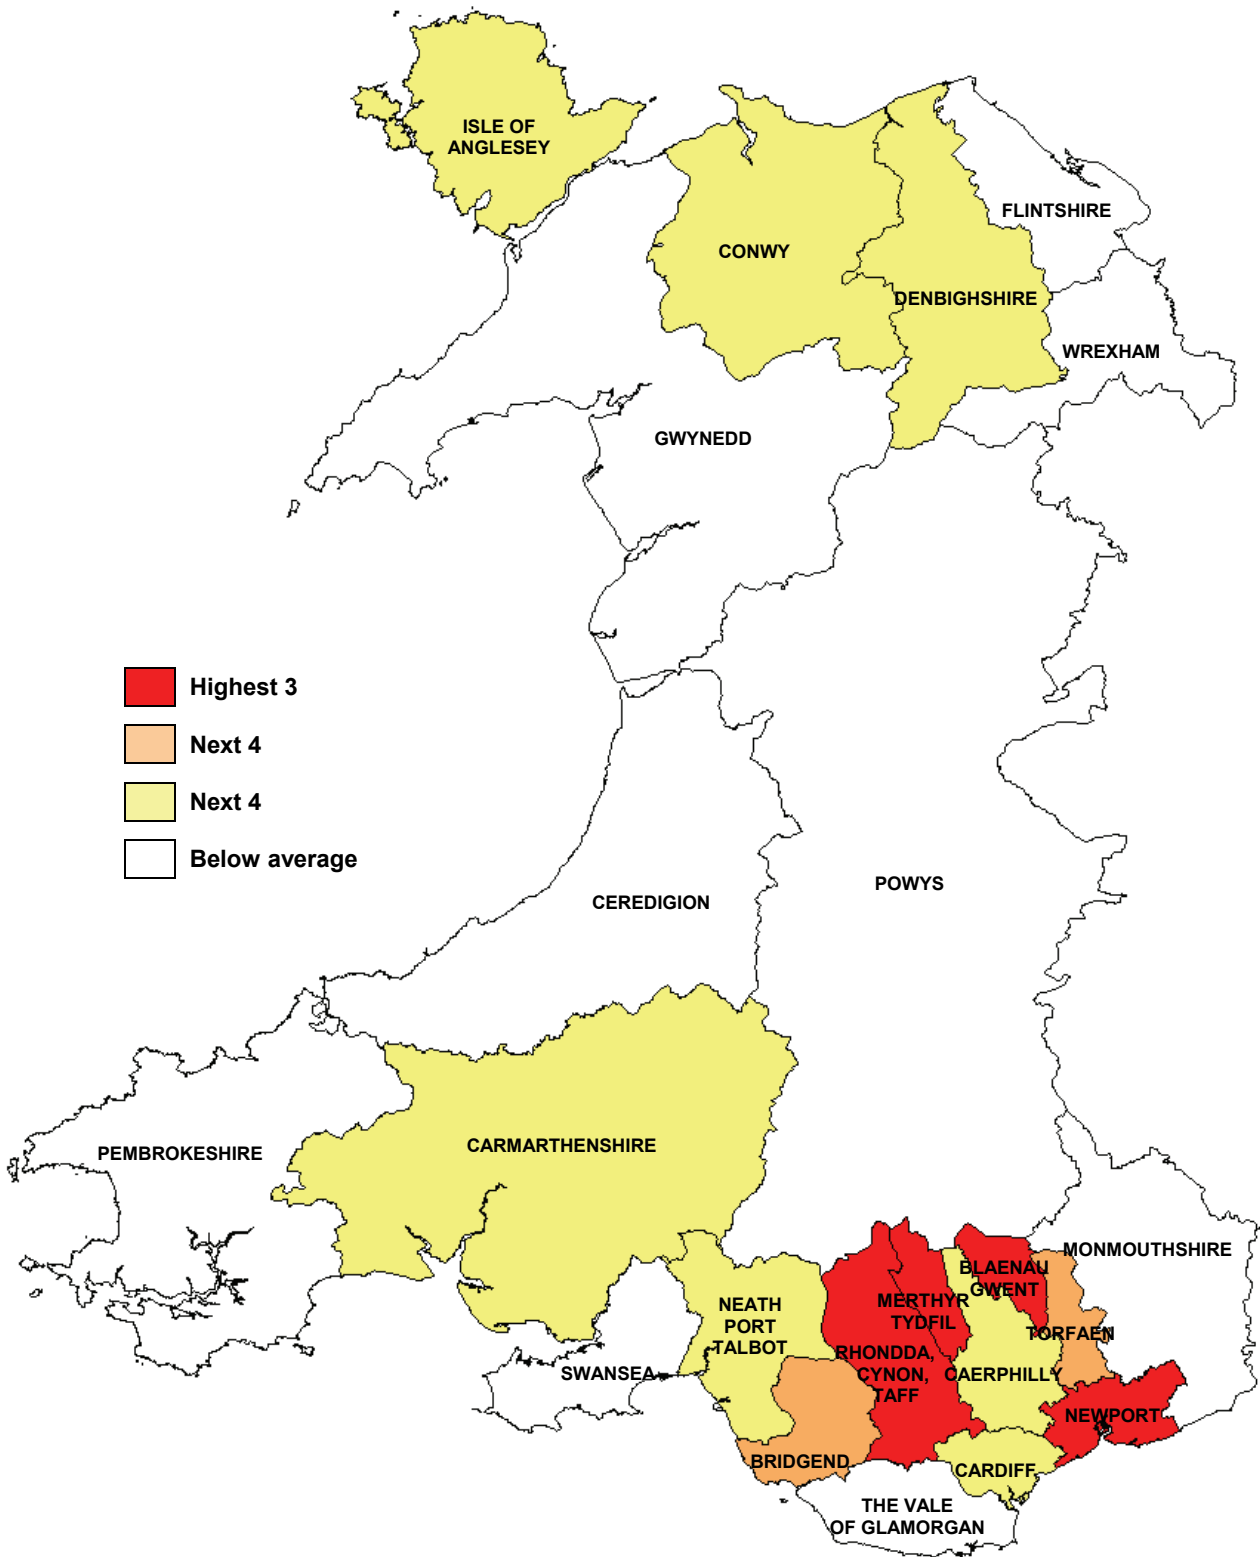 ISLE OF
ANGLESEY
FLINTSHIRE
CONWY
DENBIGHSHIRE
WREXHAM
GWYNEDD
Highest 3
Next 4
Next 4
Below average
POWYS
CEREDIGION
CARMARTHENSHIRE
PEMBROKESHIRE
MONMOUTHSHIRE
BLAENAU
GWENT
MERTHYR
TYDFIL
NEATH
PORT
TALBOT
TORFAEN
RHONDDA,
CYNON,
TAFF
CAERPHILLY
SWANSEA
NEWPORT
BRIDGEND
CARDIFF
THE VALE
OF GLAMORGAN